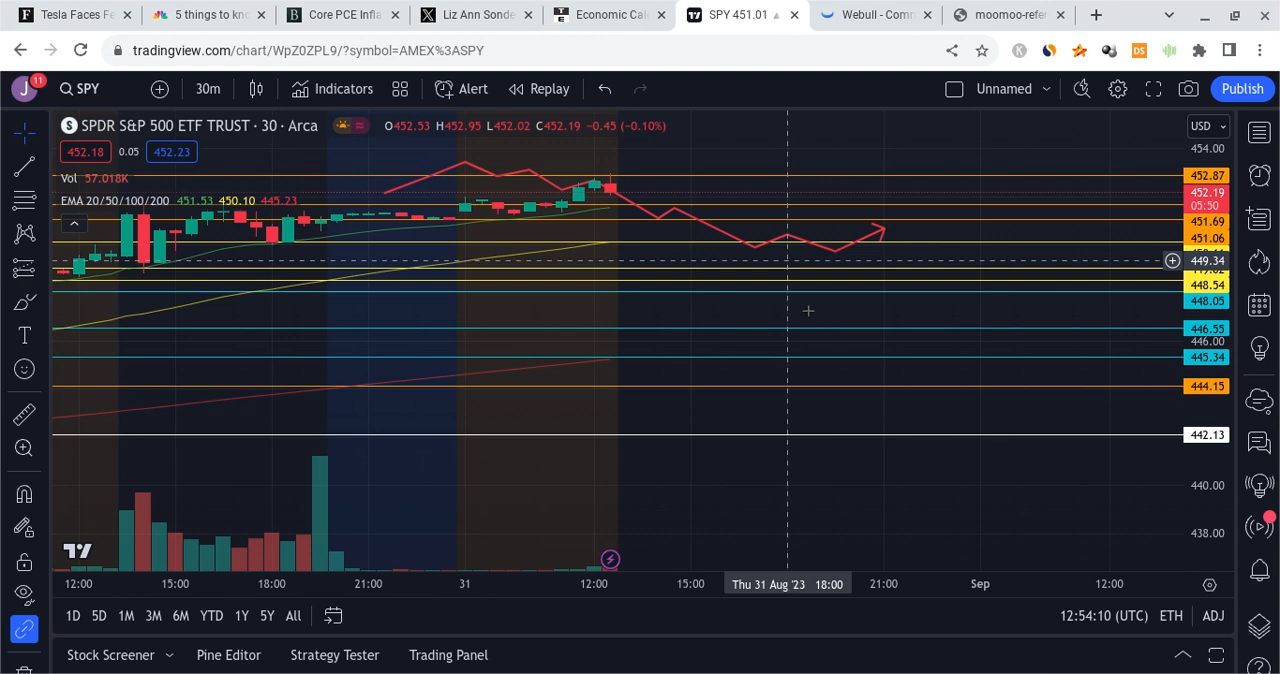 Tesla Faces Fe
5 things to kno
Core PCE Infla
Liz Ann Sonde
Economic Cal
SPY 451.01
Webull - Comm
moomoo-refer
tradingview.com/chart/WpZ0ZPL9/?symbol=AMEX%3ASPY
J 11
SPY
30m
Indicators
Alert
Replay
Unnamed
Publish
SPDR S&P 500 ETF TRUST · 30 · Arca
O452.53 H452.95 L452.02 C452.19 −0.45 (−0.10%)
USD
452.18 0.05 452.23
Vol 57.018K
EMA 20/50/100/200 451.53 450.10 445.23
454.00
452.87
452.19
05:50
451.69
451.06
449.34
448.54
448.05
446.55
446.00
445.34
444.15
442.13
440.00
438.00
12:00 15:00 18:00 21:00 31 12:00 15:00 Thu 31 Aug '23 18:00 21:00 Sep 12:00
1D 5D 1M 3M 6M YTD 1Y 5Y All
12:54:10 (UTC) ETH ADJ
Stock Screener Pine Editor Strategy Tester Trading Panel